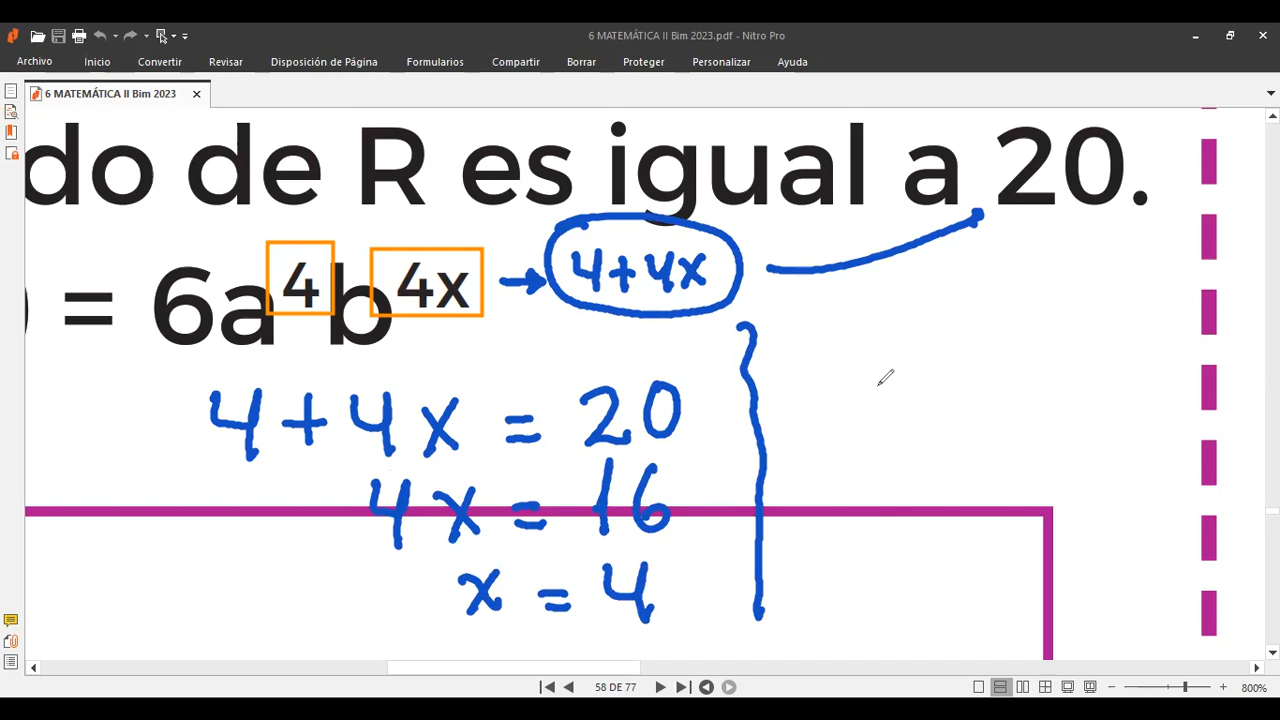 6 MATEMÁTICA II Bim 2023.pdf - Nitro Pro
Archivo Inicio Convertir Revisar Disposición de Página Formularios Compartir Borrar Proteger Personalizar Ayuda
6 MATEMÁTICA II Bim 2023
do de R es igual a 20.
) = 6a 4 b 4x → 4+4x
4 + 4x = 20
4x = 16
x = 4
58 DE 77
800%